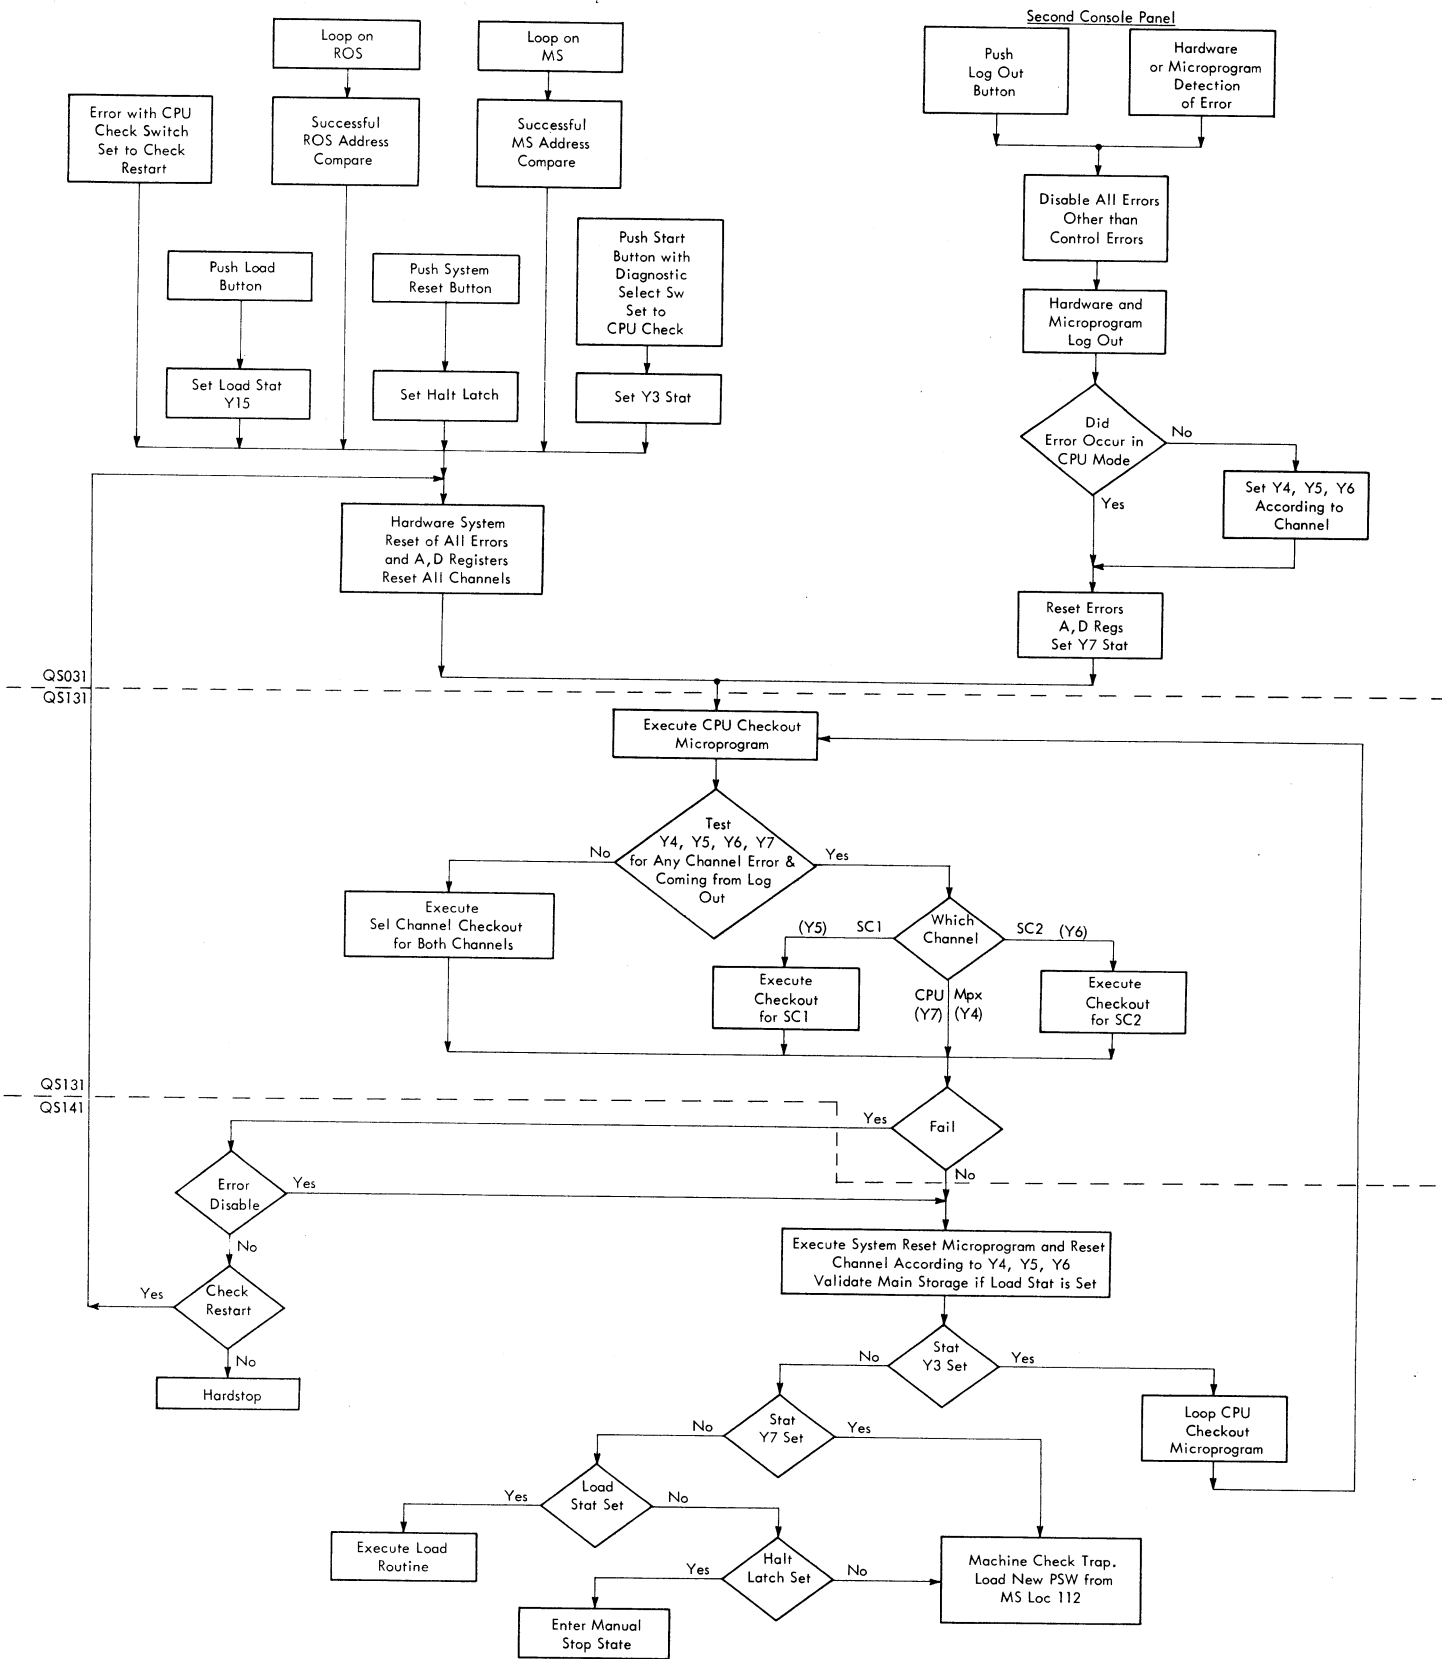 Second Console Panel
Loop on
ROS
Loop on
MS
Push
Log Out
Button
Hardware
or Microprogram
Detection
of Error
Error with CPU
Check Switch
Set to Check
Restart
Successful
ROS Address
Compare
Successful
MS Address
Compare
Disable All Errors
Other than
Control Errors
Push Load
Button
Push System
Reset Button
Push Start
Button with
Diagnostic
Select Sw
Set to
CPU Check
Hardware and
Microprogram
Log Out
Set Load Stat
Y15
Set Halt Latch
Set Y3 Stat
Did
Error Occur in
CPU Mode
No
Yes
Set Y4, Y5, Y6
According to
Channel
Hardware System
Reset of All Errors
and A,D Registers
Reset All Channels
Reset Errors
A,D Regs
Set Y7 Stat
QS031
QS131
Execute CPU Checkout
Microprogram
Test
Y4, Y5, Y6, Y7
for Any Channel Error &
Coming from Log
Out
No
Yes
Execute
Sel Channel Checkout
for Both Channels
Which
Channel
(Y5) SC1
SC2 (Y6)
CPU Mpx
(Y7) (Y4)
Execute
Checkout
for SC1
Execute
Checkout
for SC2
QS131
QS141
Fail
Yes
No
Error
Disable
Yes
No
Execute System Reset Microprogram and Reset
Channel According to Y4, Y5, Y6
Validate Main Storage if Load Stat is Set
Check
Restart
Yes
No
Hardstop
Stat
Y3 Set
No
Yes
Stat
Y7 Set
No
Yes
Loop CPU
Checkout
Microprogram
Load
Stat Set
Yes
No
Execute Load
Routine
Halt
Latch Set
Yes
No
Machine Check Trap.
Load New PSW from
MS Loc 112
Enter Manual
Stop State